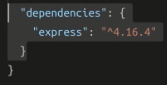 "dependencies": {
"express": "^4.16.4"
}
}